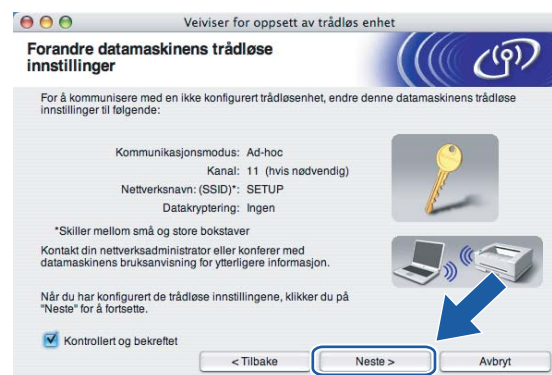 Veiviser for oppsett av trådløs enhet
Forandre datamaskinens trådløse
innstillinger
For å kommunisere med en ikke konfigurert trådløsenhet, endre denne datamaskinens trådløse
innstillinger til følgende:
Kommunikasjonsmodus: Ad-hoc
Kanal: 11 (hvis nødvendig)
Nettverksnavn: (SSID)*: SETUP
Datakryptering: Ingen
*Skiller mellom små og store bokstaver
Kontakt din nettverksadministrator eller konferer med
datamaskinens bruksanvisning for ytterligere informasjon.
Når du har konfigurert de trådløse innstillingene, klikker du på
"Neste" for å fortsette.
Kontrollert og bekreftet
< Tilbake Neste > Avbryt